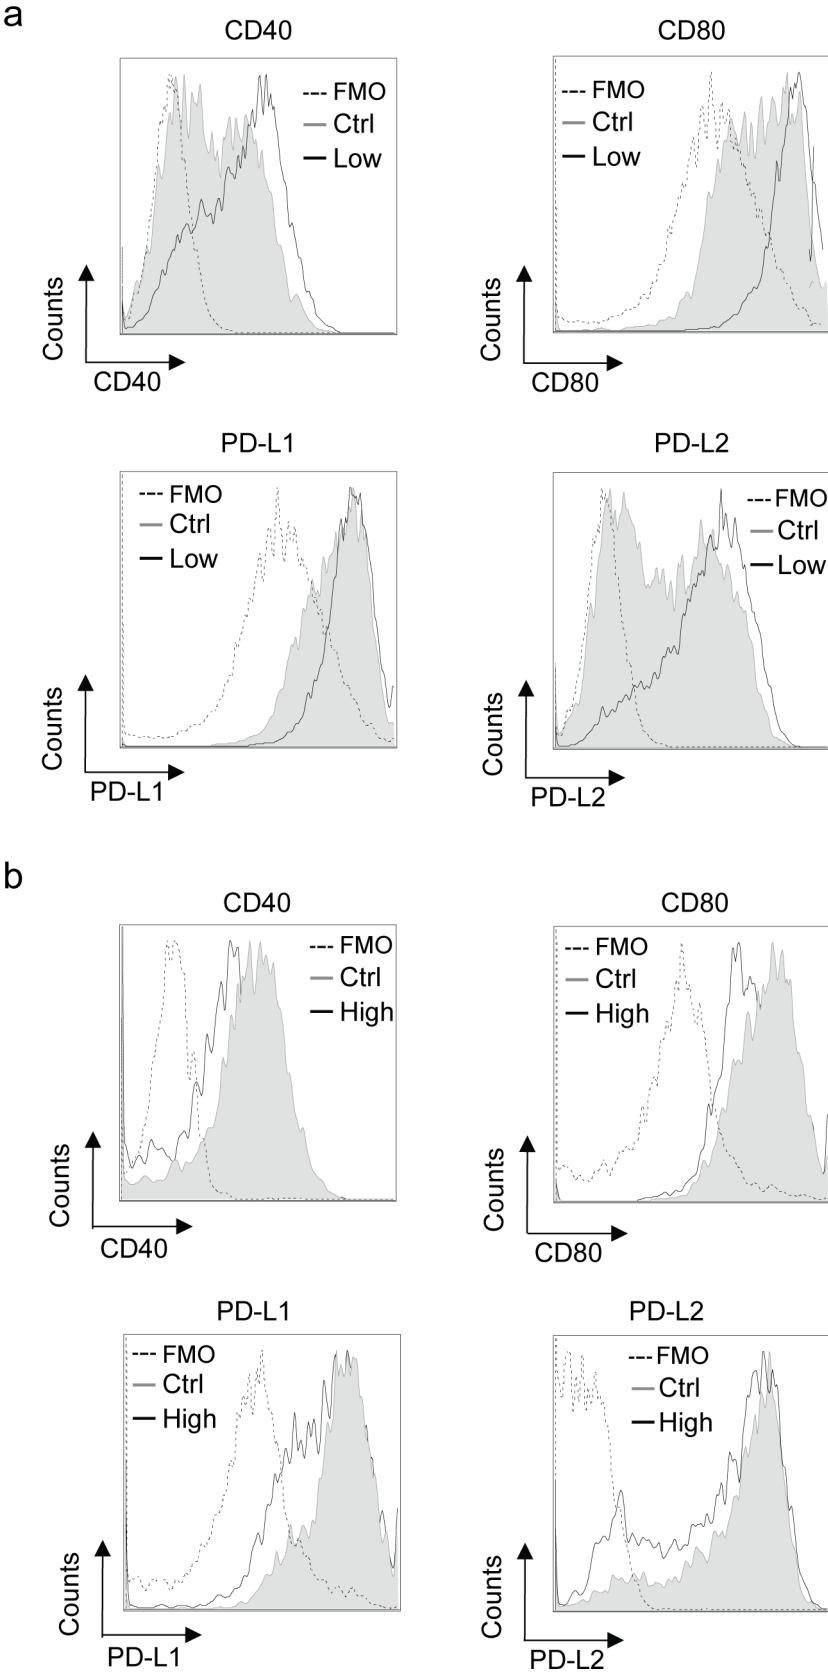 a
CD40
FMO
Ctrl
Low
Counts
CD40
CD80
FMO
Ctrl
Low
Counts
CD80
PD-L1
FMO
Ctrl
Low
Counts
PD-L1
PD-L2
FMO
Ctrl
Low
Counts
PD-L2
b
CD40
FMO
Ctrl
High
Counts
CD40
CD80
FMO
Ctrl
High
Counts
CD80
PD-L1
FMO
Ctrl
High
Counts
PD-L1
PD-L2
FMO
Ctrl
High
Counts
PD-L2